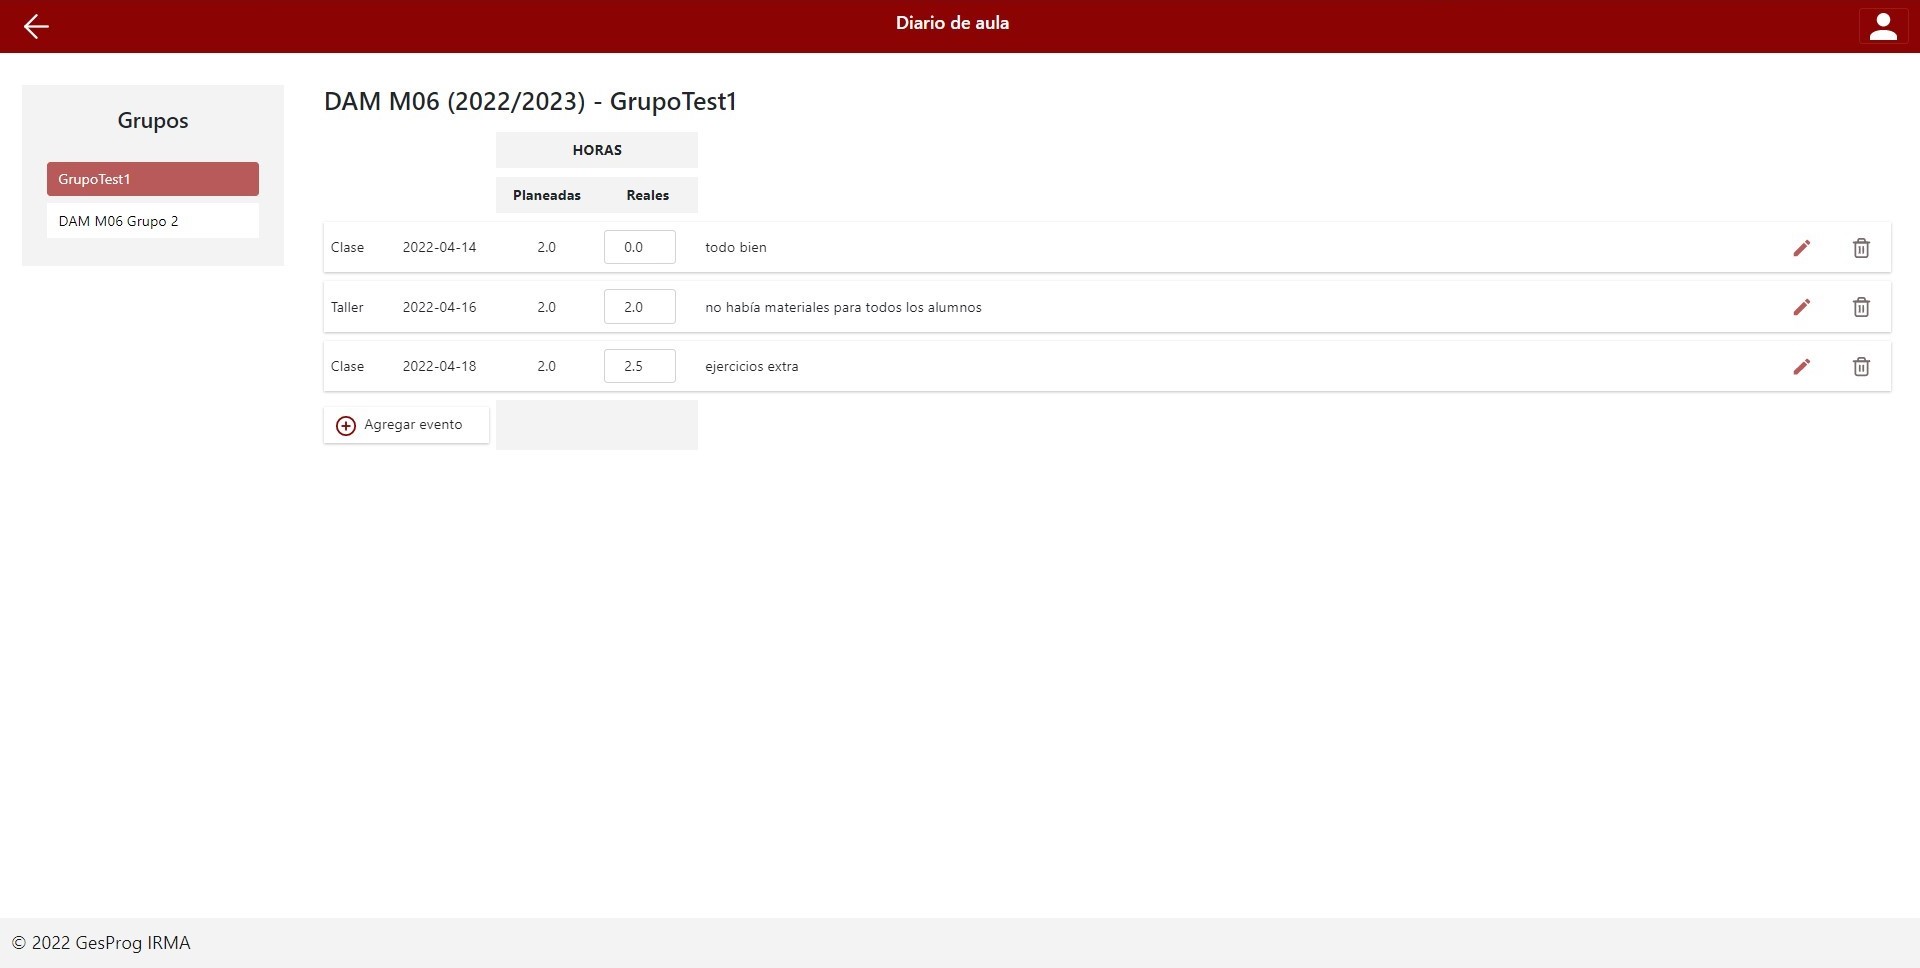 Diario de aula
Grupos
GrupoTest1
DAM M06 Grupo 2
DAM M06 (2022/2023) - GrupoTest1
HORAS
Planeadas Reales
Clase 2022-04-14 2.0 0.0 todo bien
Taller 2022-04-16 2.0 2.0 no había materiales para todos los alumnos
Clase 2022-04-18 2.0 2.5 ejercicios extra
Agregar evento
© 2022 GesProg IRMA